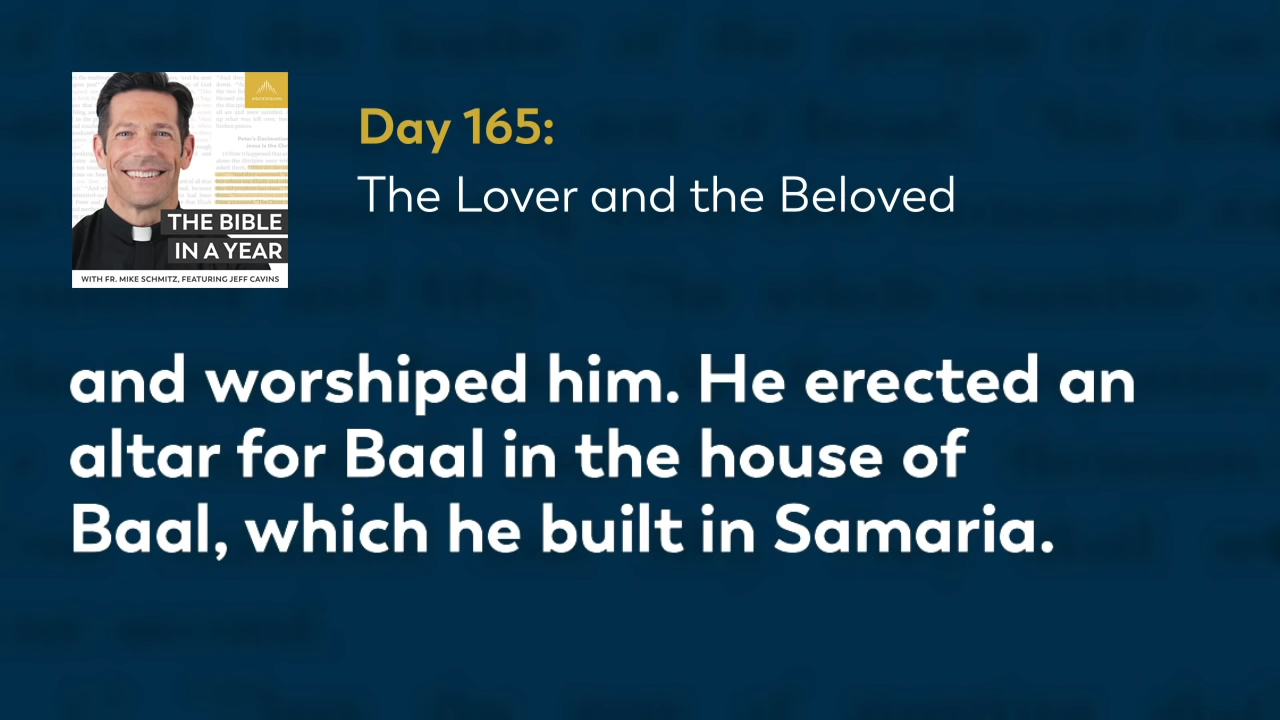 Day 165:
The Lover and the Beloved
THE BIBLE
IN A YEAR
WITH FR. MIKE SCHMITZ, FEATURING JEFF CAVINS
and worshiped him. He erected an
altar for Baal in the house of
Baal, which he built in Samaria.